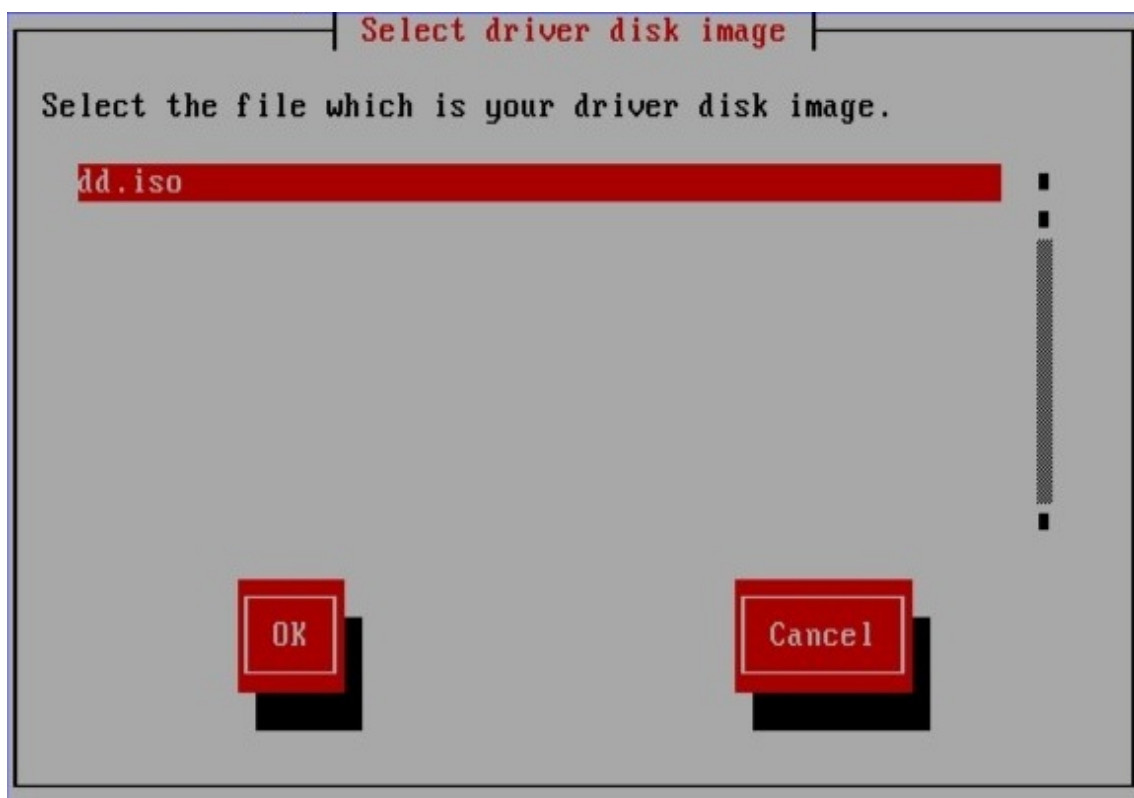 Select driver disk image
Select the file which is your driver disk image.
dd.iso
OK
Cancel